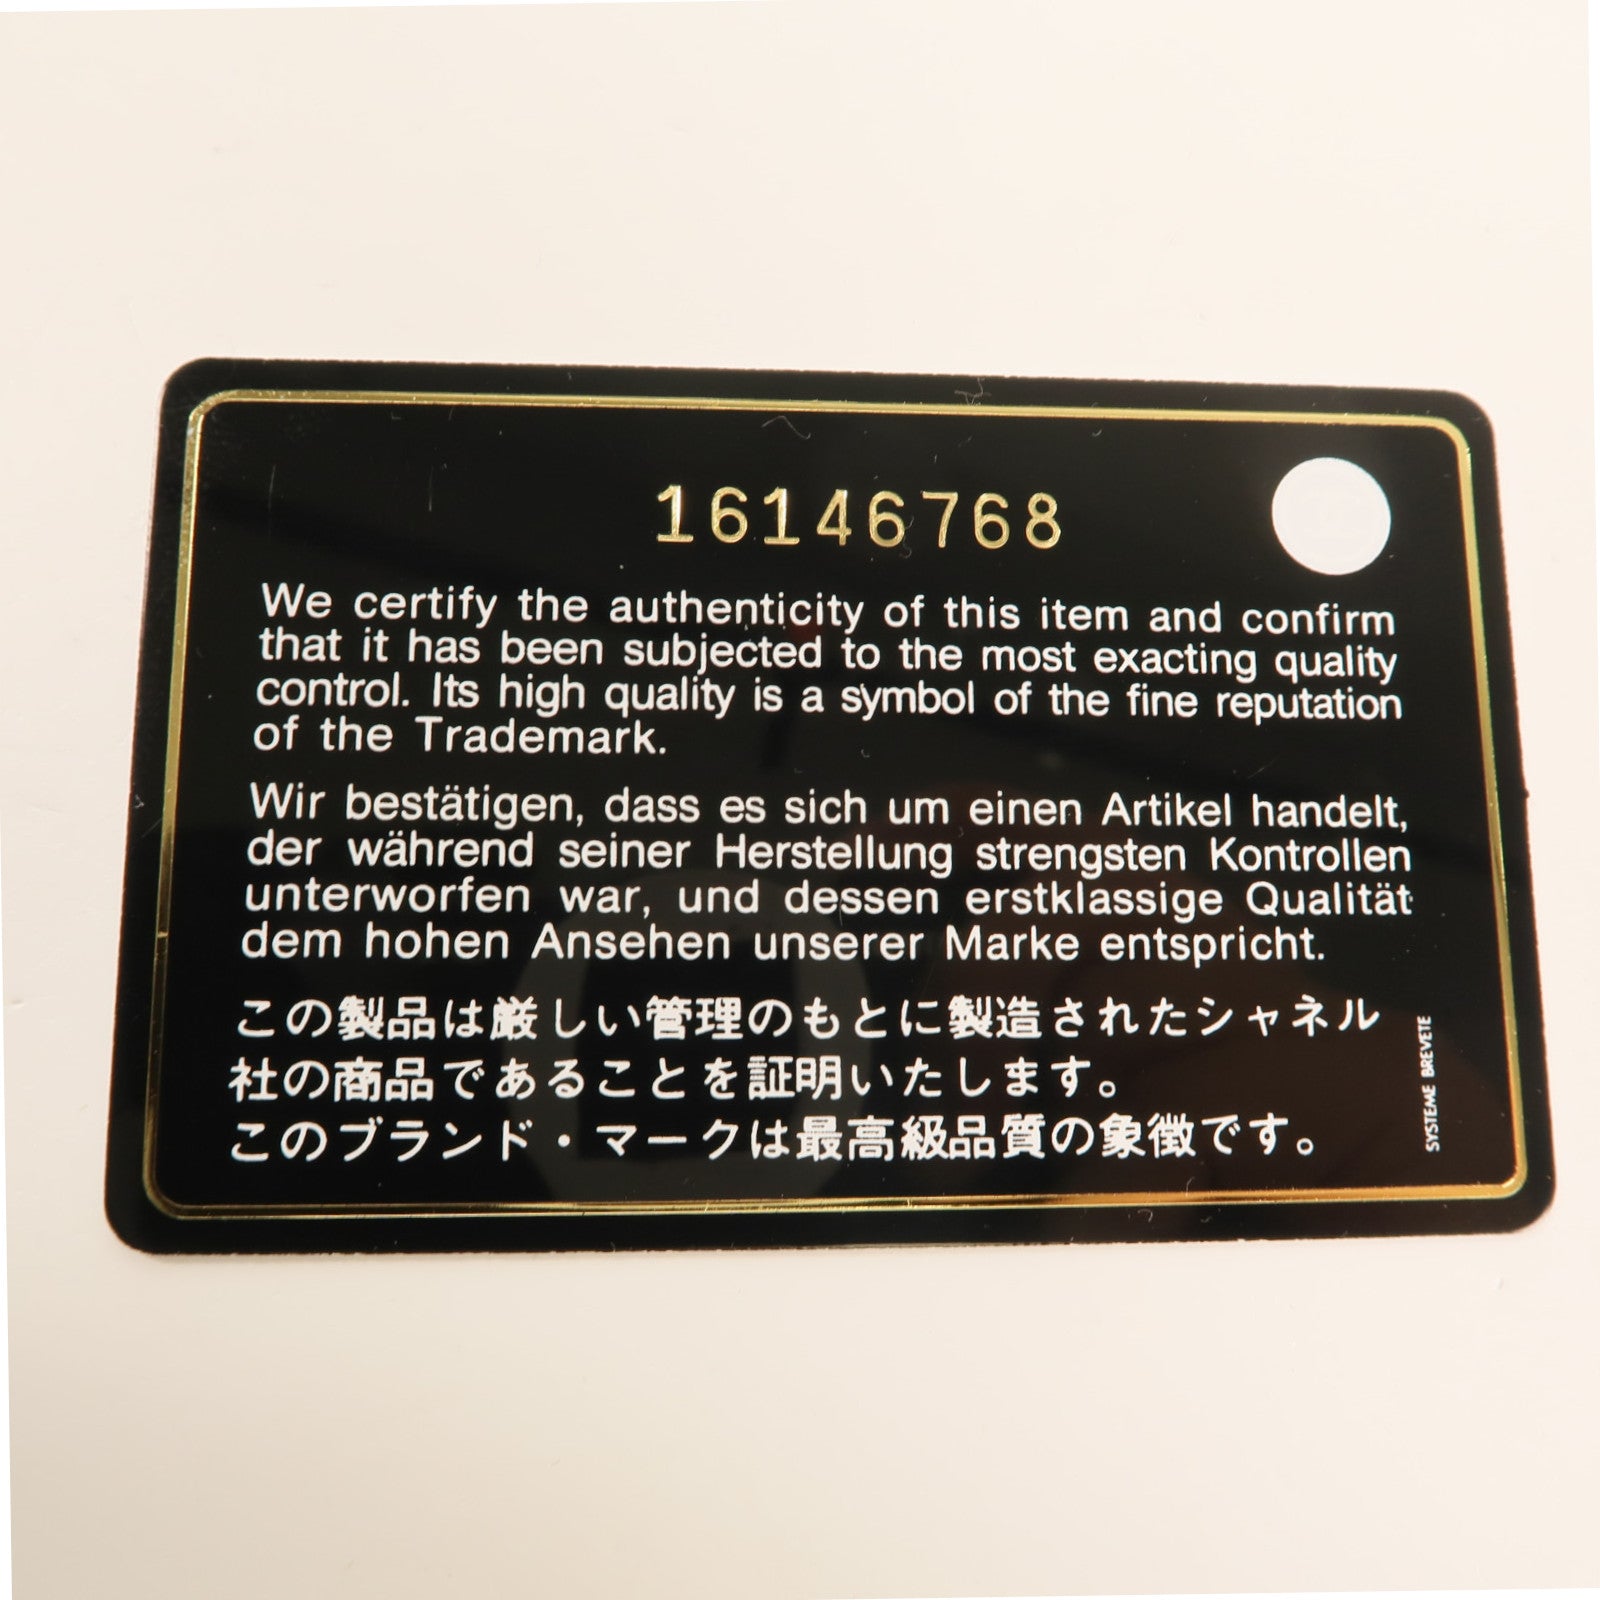 16146768
We certify the authenticity of this item and confirm
that it has been subjected to the most exacting quality
control. Its high quality is a symbol of the fine reputation
of the Trademark.
Wir bestätigen, dass es sich um einen Artikel handelt,
der während seiner Herstellung strengsten Kontrollen
unterworfen war, und dessen erstklassige Qualität
dem hohen Ansehen unserer Marke entspricht.
この製品は厳しい管理のもとに製造されたシャネル
社の商品であることを証明いたします。
このブランド・マークは最高級品質の象徴です。
SYSTEME BREVETE